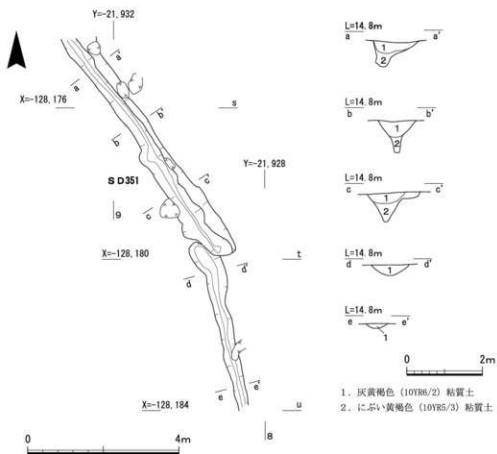 Y=-21,932
X=-128,176
a
a'
b
b'
s
Y=-21,928
SD351
c
c'
9
X=-128,180
t
d
d'
e
e'
X=-128,184
u
8
0
4m
L=14.8m
a
a'
1
2
L=14.8m
b
b'
1
2
L=14.8m
c
c'
1
2
L=14.8m
d
d'
1
L=14.8m
e
e'
1
0
2m
1. 灰黄褐色 (10YR6/2) 粘質土
2. にぶい黄褐色 (10YR5/3) 粘質土